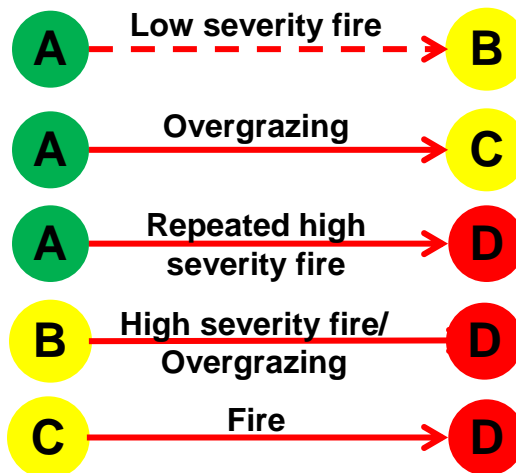 Low severity fire
A B
Overgrazing
A C
Repeated high
A D
severity fire
High severity fire/
B D
Overgrazing
Fire
C D